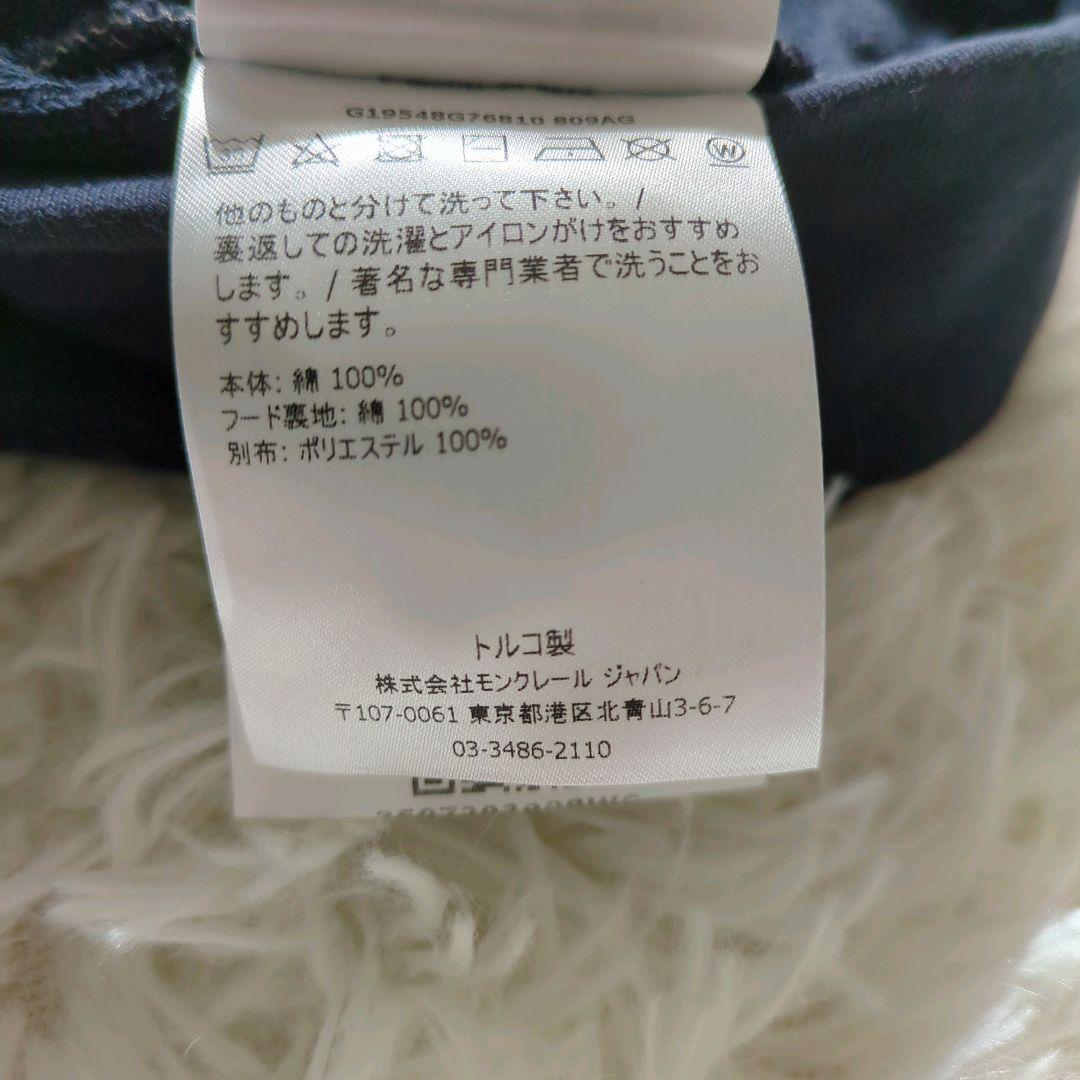 G19548G76810 809AG
他のものと分けて洗って下さい。/
裏返しての洗濯とアイロンがけをおすすめ
します。/ 著名な専門業者で洗うことをお
すすめします。
本体: 綿 100%
フード裏地: 綿 100%
別布: ポリエステル 100%
トルコ製
株式会社モンクレール ジャパン
〒107-0061 東京都港区北青山3-6-7
03-3486-2110